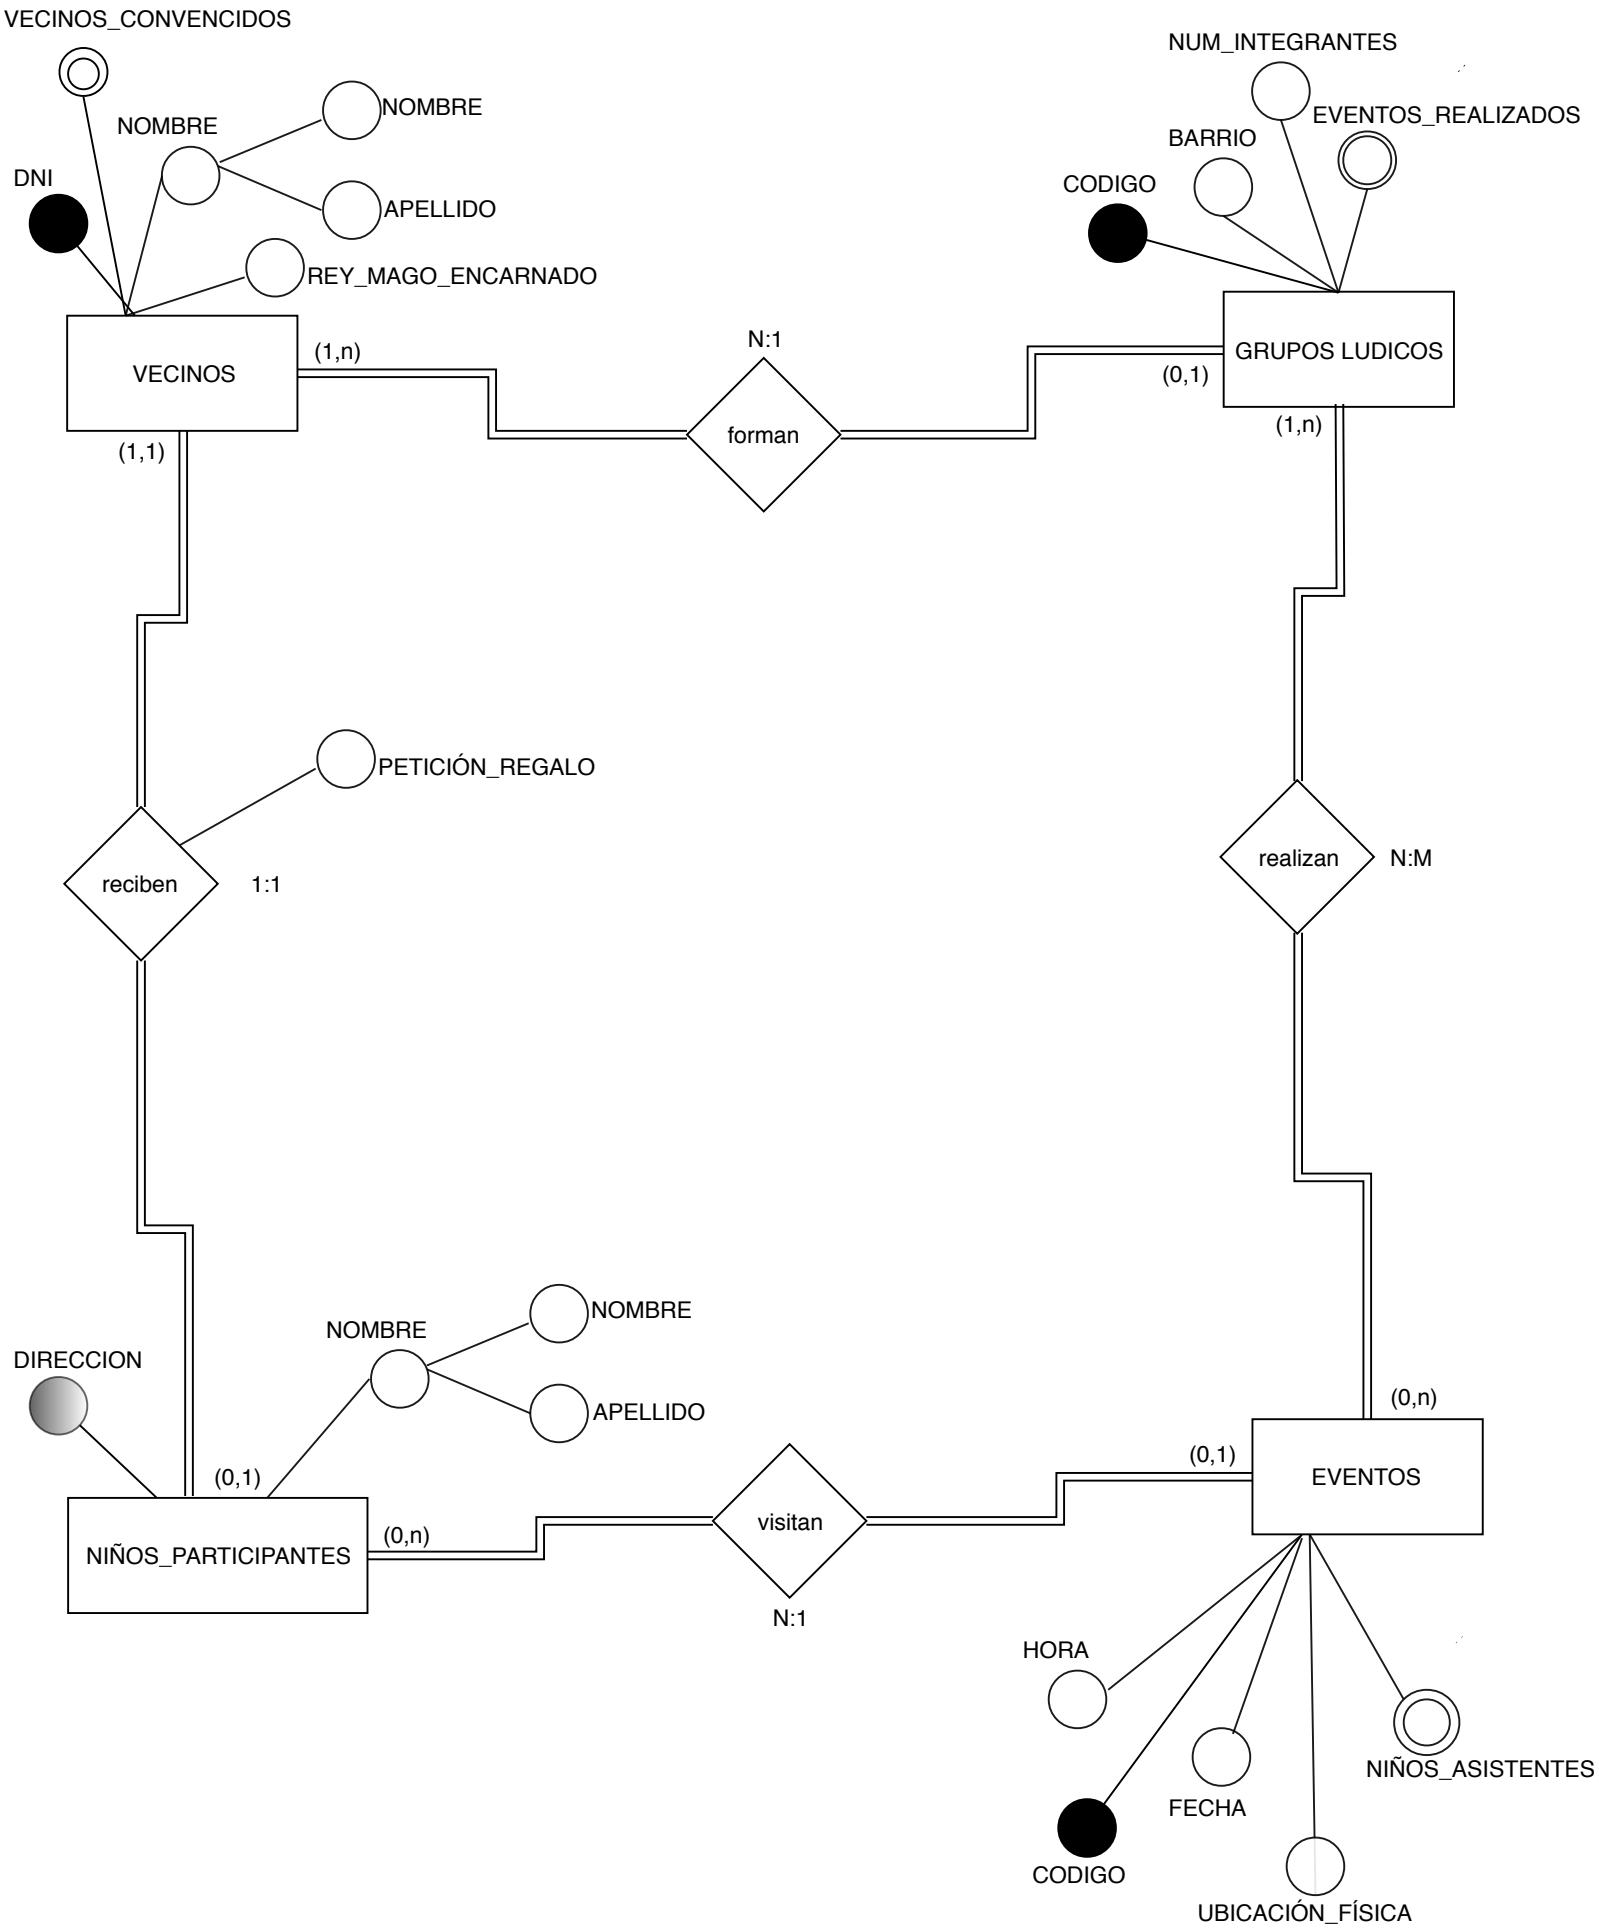 VECINOS_CONVENCIDOS
NUM_INTEGRANTES
NOMBRE
EVENTOS_REALIZADOS
NOMBRE
BARRIO
DNI
CODIGO
APELLIDO
REY_MAGO_ENCARNADO
N:1
(1,n)
GRUPOS LUDICOS
VECINOS
(0,1)
(1,n)
forman
(1,1)
PETICIÓN_REGALO
realizan
N:M
reciben
1:1
NOMBRE
NOMBRE
DIRECCION
(0,n)
APELLIDO
(0,1)
(0,1)
EVENTOS
visitan
(0,n)
NIÑOS_PARTICIPANTES
N:1
HORA
NIÑOS_ASISTENTES
FECHA
CODIGO
UBICACIÓN_FÍSICA